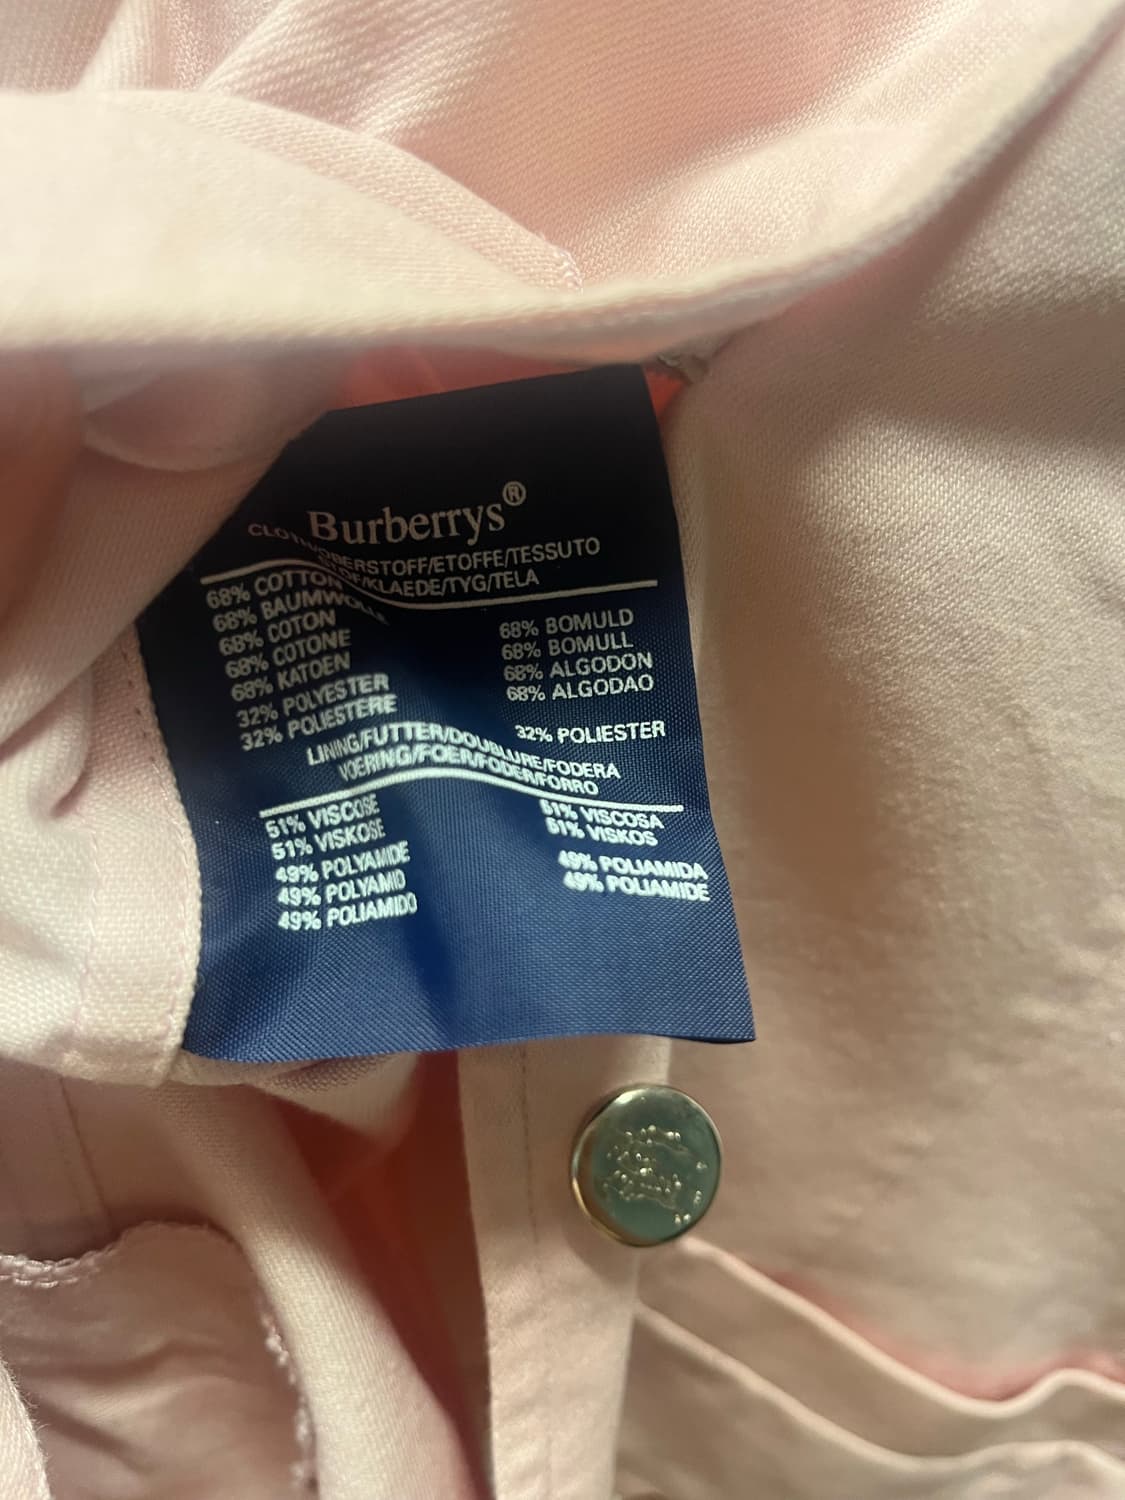 Burberrys®
CLOTH/OBERSTOFF/ETOFFE/TESSUTO
STOF/KLAEDE/TYG/TELA
68% COTTON
68% BAUMWOLLE
68% COTON
68% COTONE
68% KATOEN
32% POLYESTER
32% POLIESTERE
68% BOMULD
68% BOMULL
68% ALGODON
68% ALGODAO
32% POLIESTER
LINING/FUTTER/DOUBLURE/FODERA
VOERING/FOER/FODER/FORRO
51% VISCOSE
51% VISKOSE
49% POLYAMIDE
49% POLYAMID
49% POLIAMIDO
51% VISCOSA
51% VISKOS
49% POLIAMIDA
49% POLIAMIDE